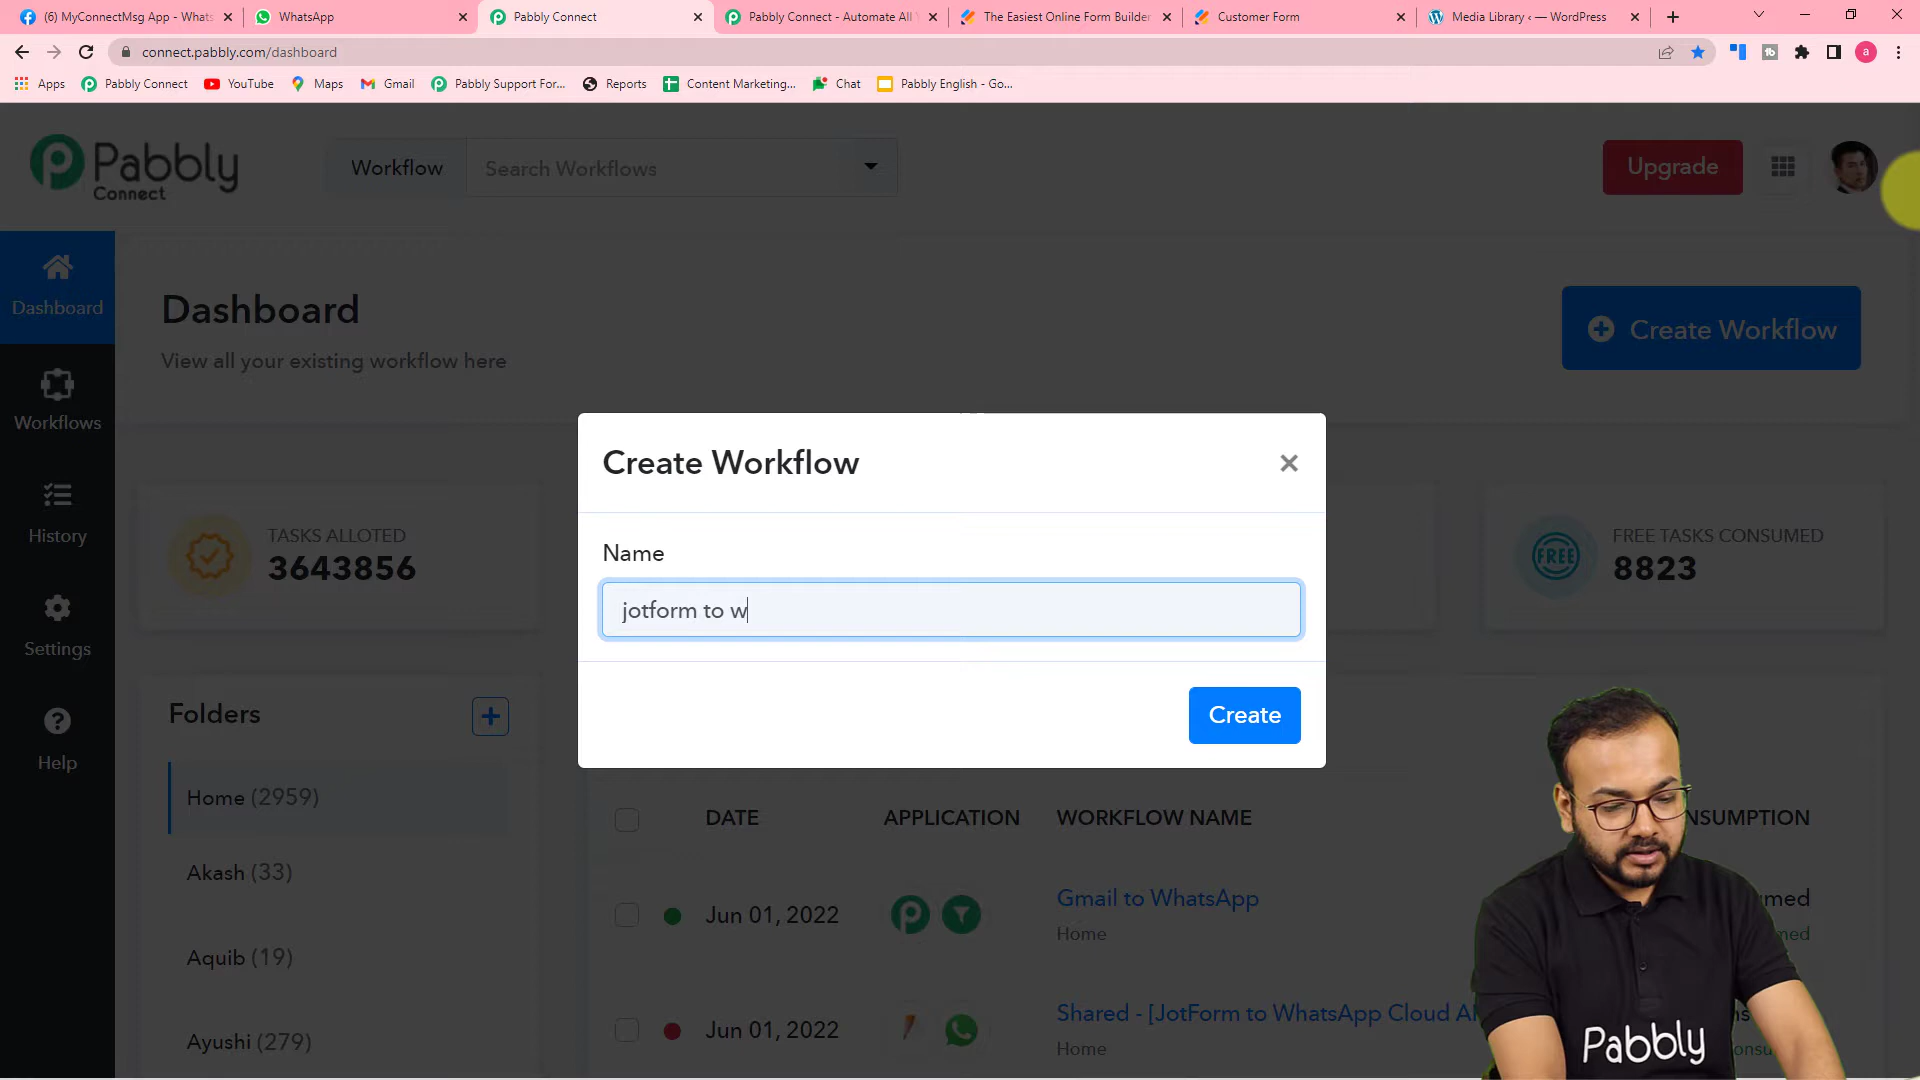 (6) MyConnectMsg App - Whats
WhatsApp
Pabbly Connect
Pabbly Connect - Automate All
The Easiest Online Form Builder
Customer Form
Media Library ‹ — WordPress
connect.pabbly.com/dashboard
Apps
Pabbly Connect
YouTube
Maps
Gmail
Pabbly Support For...
Reports
Content Marketing...
Chat
Pabbly English - Go...
Pabbly
Connect
Workflow
Search Workflows
Upgrade
Dashboard
Workflows
History
Settings
Help
Dashboard
View all your existing workflow here
Create Workflow
Create Workflow
×
Name
jotform to w
Create
TASKS ALLOTED
3643856
FREE
FREE TASKS CONSUMED
8823
Folders
+
Home (2959)
Akash (33)
Aquib (19)
Ayushi (279)
DATE
APPLICATION
WORKFLOW NAME
NSUMPTION
Jun 01, 2022
Gmail to WhatsApp
Home
Jun 01, 2022
Shared - [JotForm to WhatsApp Cloud AI
Home
Pabbly